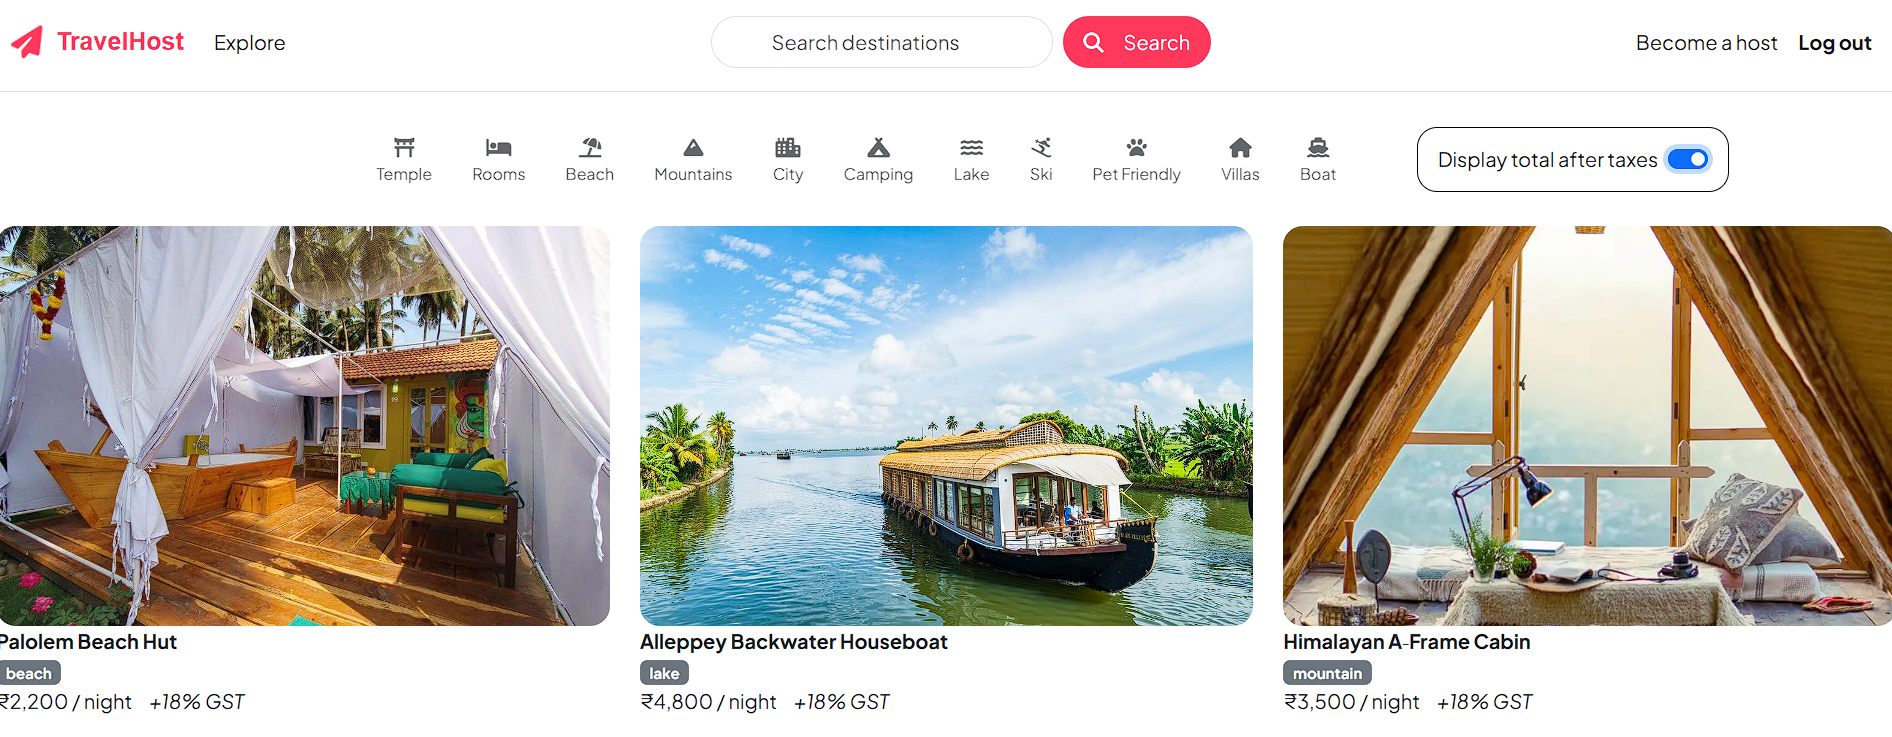 TravelHost
Explore
Search destinations
Search
Become a host
Log out
Temple
Rooms
Beach
Mountains
City
Camping
Lake
Ski
Pet Friendly
Villas
Boat
Display total after taxes
Palolem Beach Hut
beach
₹2,200 / night +18% GST
Alleppey Backwater Houseboat
lake
₹4,800 / night +18% GST
Himalayan A-Frame Cabin
mountain
₹3,500 / night +18% GST